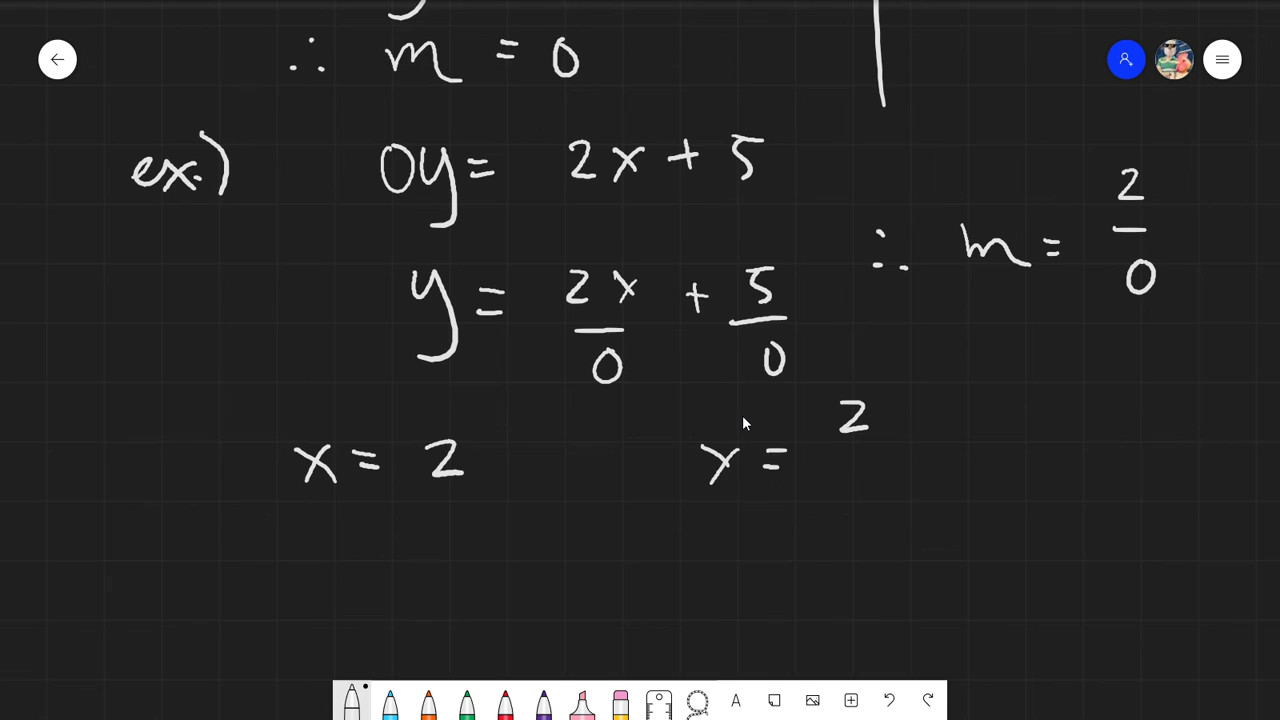 ∴ m = 0
ex.) 0y = 2x + 5
∴ m = 2/0
y = 2x/0 + 5/0
x = 2 y = 2
A